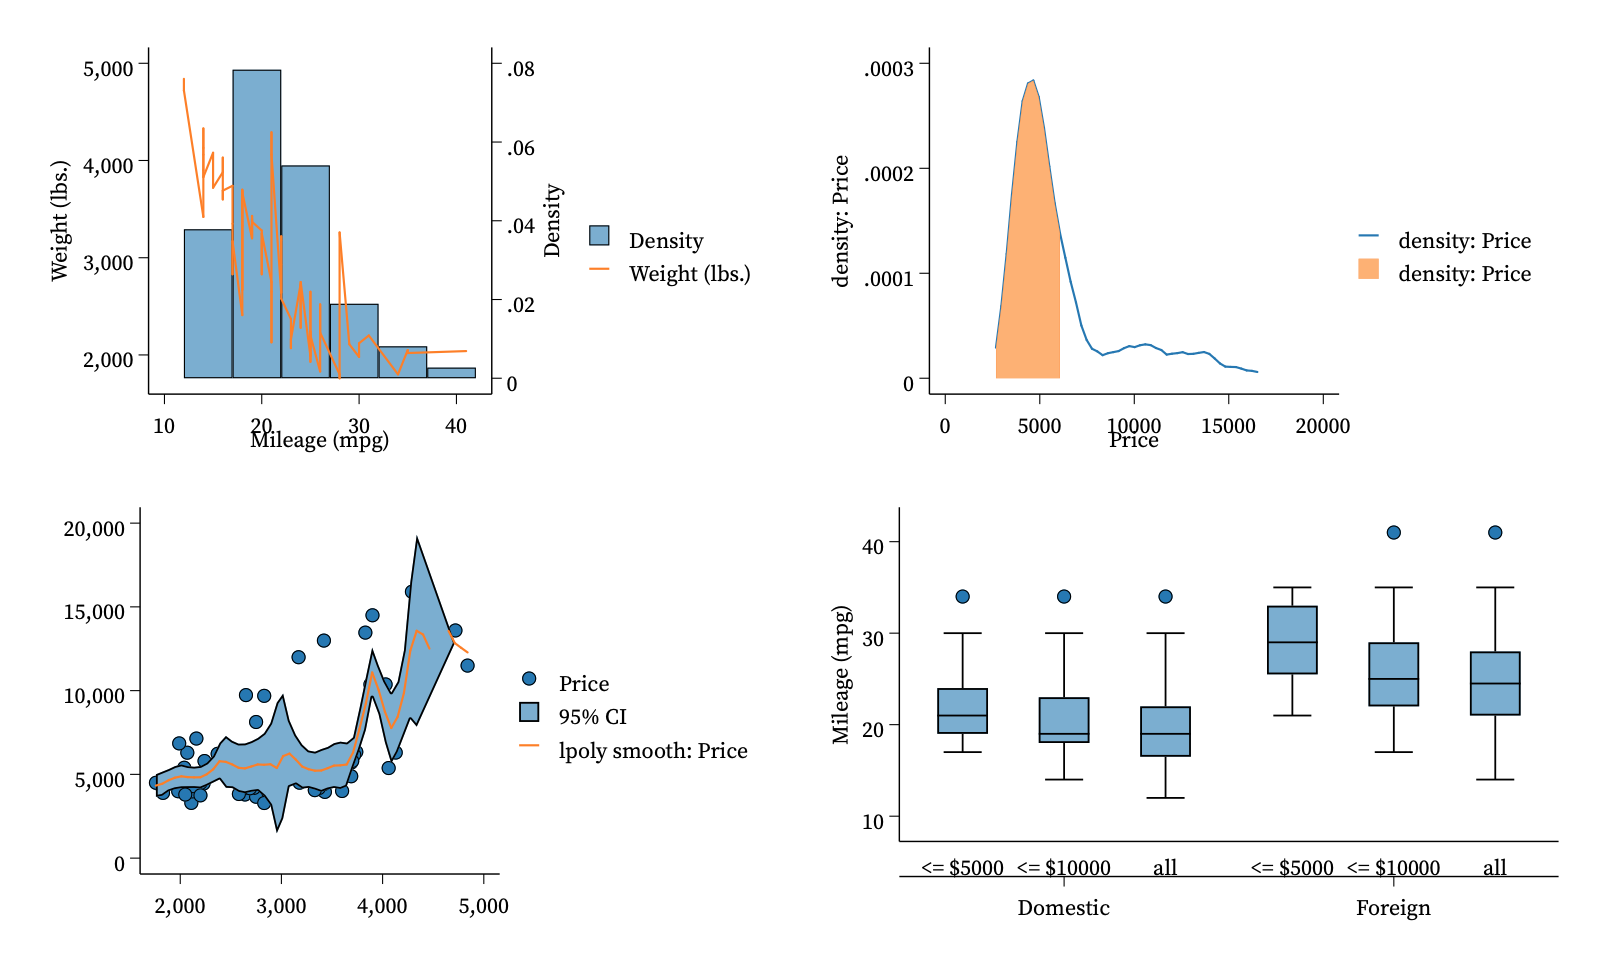 5,000
4,000
3,000
2,000
Weight (lbs.)
.08
.06
.04
.02
0
Density
10 20 30 40
Mileage (mpg)
Density
Weight (lbs.)
.0003
.0002
.0001
0
density: Price
0 5000 10000 15000 20000
Price
density: Price
density: Price
20,000
15,000
10,000
5,000
0
2,000 3,000 4,000 5,000
Price
95% CI
lpoly smooth: Price
40
30
20
10
Mileage (mpg)
<= $5000 <= $10000 all <= $5000 <= $10000 all
Domestic Foreign